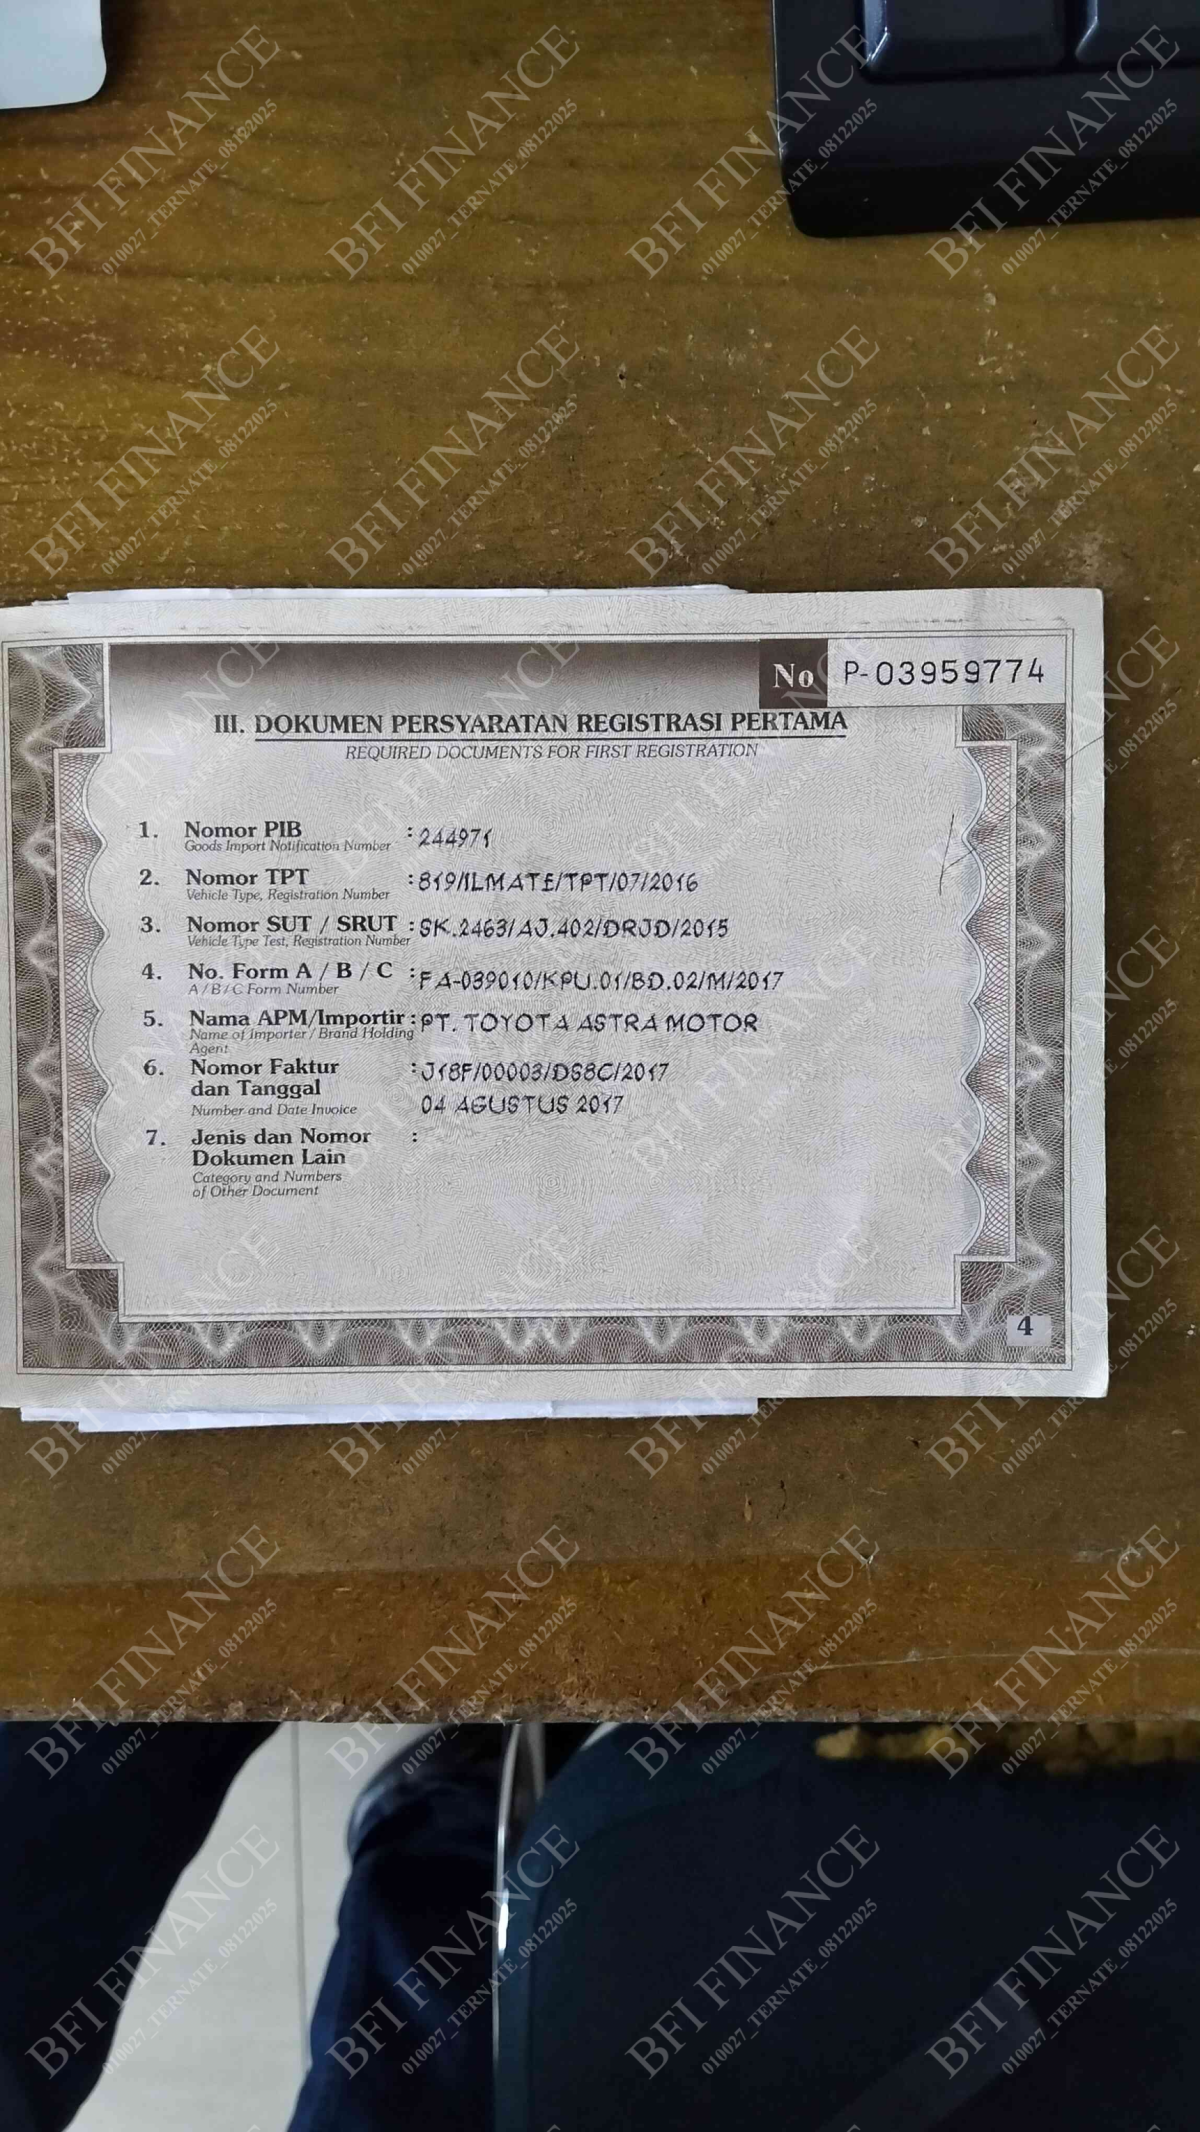 No P-03959774
III. DOKUMEN PERSYARATAN REGISTRASI PERTAMA
REQUIRED DOCUMENTS FOR FIRST REGISTRATION
1. Nomor PIB : 244971
Goods Import Notification Number
2. Nomor TPT : 819/ILMATE/TPT/07/2016
Vehicle Type, Registration Number
3. Nomor SUT / SRUT : SK.2463/AJ.402/DRJD/2015
Vehicle Type Test, Registration Number
4. No. Form A / B / C : FA-039010/KPU.01/BD.02/M/2017
A / B / C Form Number
5. Nama APM/Importir : PT. TOYOTA ASTRA MOTOR
Name of Importer / Brand Holding
Agent
6. Nomor Faktur : J18F/00003/DS8C/2017
dan Tanggal
Number and Date Invoice 04 AGUSTUS 2017
7. Jenis dan Nomor :
Dokumen Lain
Category and Numbers
of Other Document
4
BFI FINANCE
010027_TERNATE_08122025